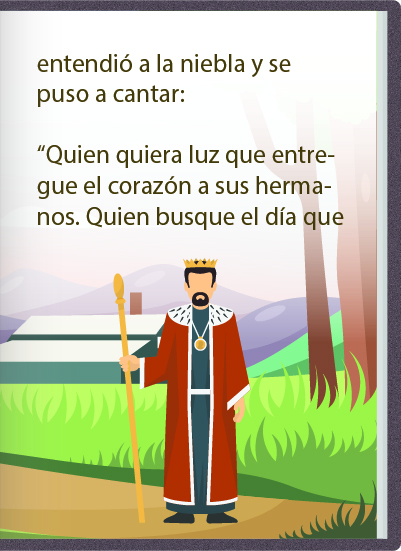 entendió a la niebla y se
puso a cantar:
“Quien quiera luz que entre-
gue el corazón a sus herma-
nos. Quien busque el día que